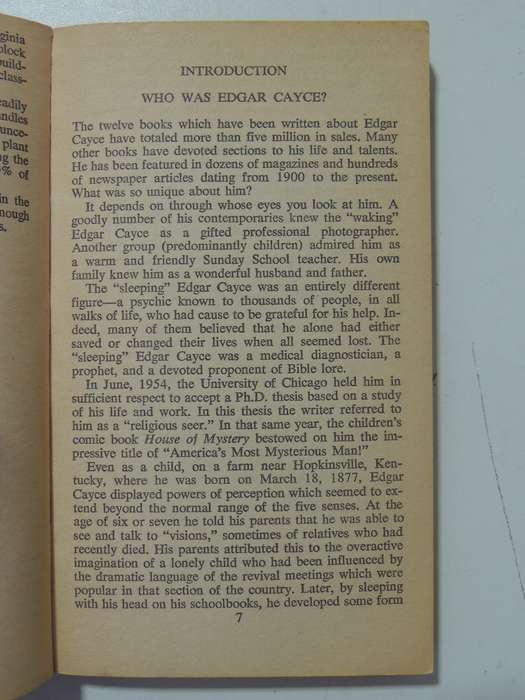 ginia
block
uild-
class-
eadily
ndles
ounce-
plant
ng the
% of
in the
nough
s.
INTRODUCTION
WHO WAS EDGAR CAYCE?
The twelve books which have been written about Edgar
Cayce have totaled more than five million in sales. Many
other books have devoted sections to his life and talents.
He has been featured in dozens of magazines and hundreds
of newspaper articles dating from 1900 to the present.
What was so unique about him?
It depends on through whose eyes you look at him. A
goodly number of his contemporaries knew the "waking"
Edgar Cayce as a gifted professional photographer.
Another group (predominantly children) admired him as
a warm and friendly Sunday School teacher. His own
family knew him as a wonderful husband and father.
The "sleeping" Edgar Cayce was an entirely different
figure—a psychic known to thousands of people, in all
walks of life, who had cause to be grateful for his help. In-
deed, many of them believed that he alone had either
saved or changed their lives when all seemed lost. The
"sleeping" Edgar Cayce was a medical diagnostician, a
prophet, and a devoted proponent of Bible lore.
In June, 1954, the University of Chicago held him in
sufficient respect to accept a Ph.D. thesis based on a study
of his life and work. In this thesis the writer referred to
him as a "religious seer." In that same year, the children's
comic book House of Mystery bestowed on him the im-
pressive title of "America's Most Mysterious Man!"
Even as a child, on a farm near Hopkinsville, Ken-
tucky, where he was born on March 18, 1877, Edgar
Cayce displayed powers of perception which seemed to ex-
tend beyond the normal range of the five senses. At the
age of six or seven he told his parents that he was able to
see and talk to "visions," sometimes of relatives who had
recently died. His parents attributed this to the overactive
imagination of a lonely child who had been influenced by
the dramatic language of the revival meetings which were
popular in that section of the country. Later, by sleeping
with his head on his schoolbooks, he developed some form
7